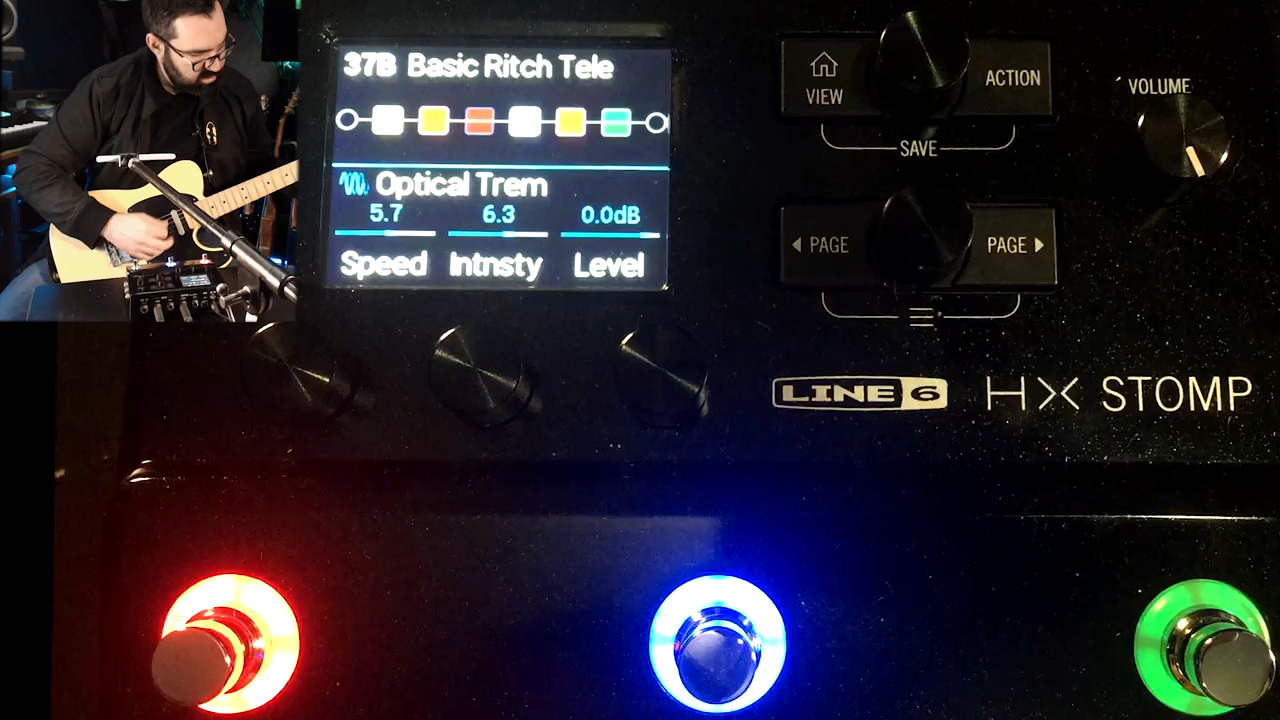 37B Basic Ritch Tele
Optical Trem
5.7 6.3 0.0dB
Speed Intnsty Level
VIEW
ACTION
SAVE
VOLUME
PAGE
PAGE
LINE 6 HX STOMP